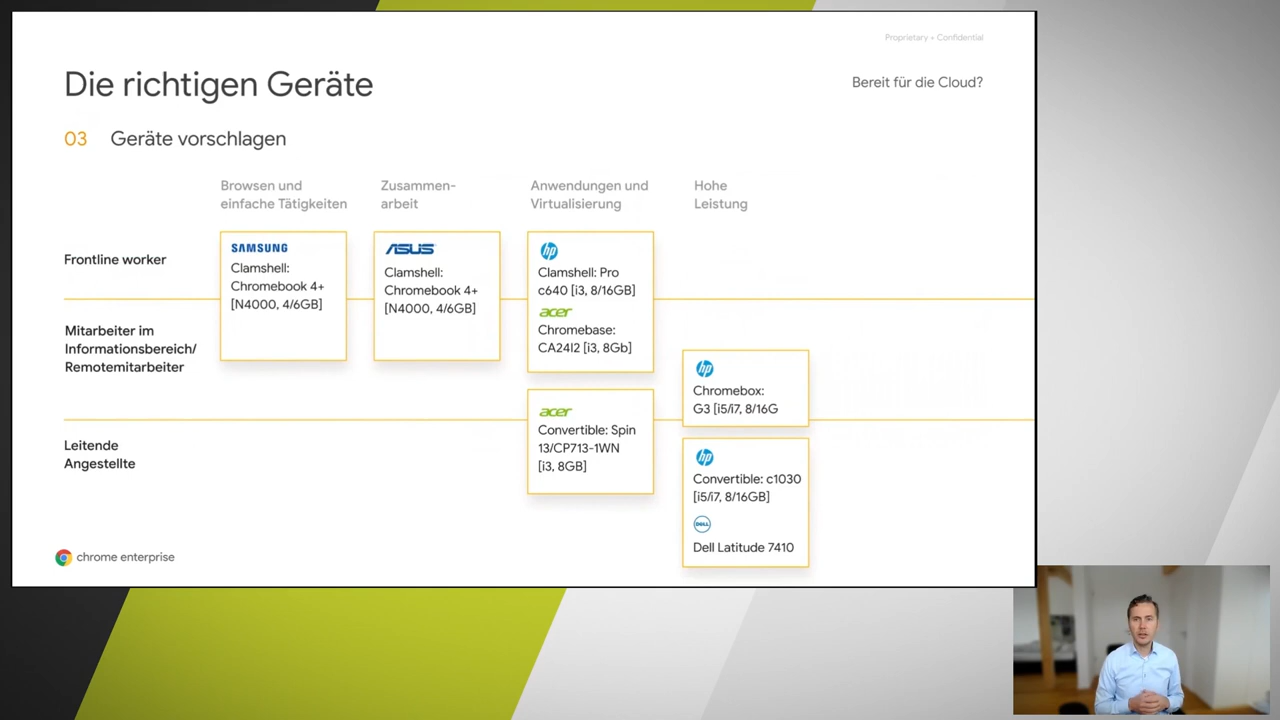 Proprietary + Confidential
Die richtigen Geräte
Bereit für die Cloud?
03 Geräte vorschlagen
Browsen und
einfache Tätigkeiten
Zusammen-
arbeit
Anwendungen und
Virtualisierung
Hohe
Leistung
Frontline worker
SAMSUNG
Clamshell:
Chromebook 4+
[N4000, 4/6GB]
ASUS
Clamshell:
Chromebook 4+
[N4000, 4/6GB]
hp
Clamshell: Pro
c640 [i3, 8/16GB]
acer
Chromebase:
CA24I2 [i3, 8Gb]
Mitarbeiter im
Informationsbereich/
Remotemitarbeiter
hp
Chromebox:
G3 [i5/i7, 8/16G
acer
Convertible: Spin
13/CP713-1WN
[i3, 8GB]
Leitende
Angestellte
hp
Convertible: c1030
[i5/i7, 8/16GB]
DELL
Dell Latitude 7410
chrome enterprise